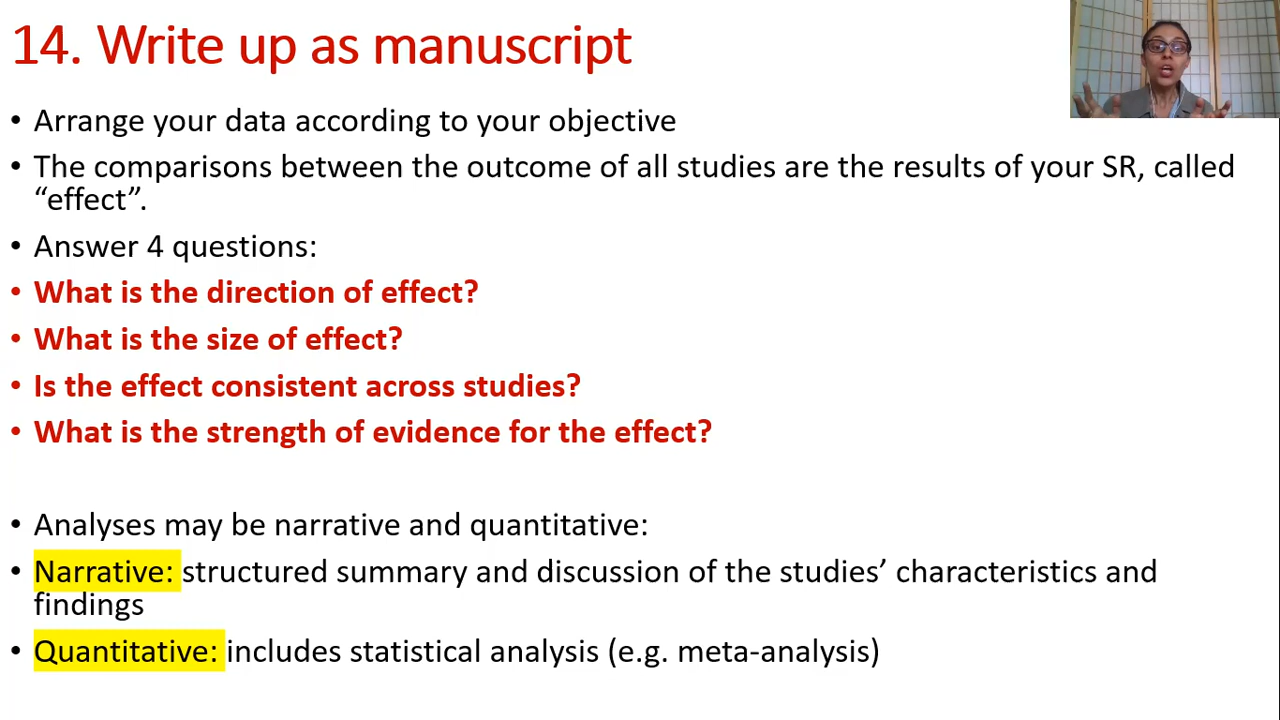 14. Write up as manuscript
• Arrange your data according to your objective
• The comparisons between the outcome of all studies are the results of your SR, called
“effect”.
• Answer 4 questions:
• What is the direction of effect?
• What is the size of effect?
• Is the effect consistent across studies?
• What is the strength of evidence for the effect?
• Analyses may be narrative and quantitative:
• Narrative: structured summary and discussion of the studies’ characteristics and
findings
• Quantitative: includes statistical analysis (e.g. meta-analysis)